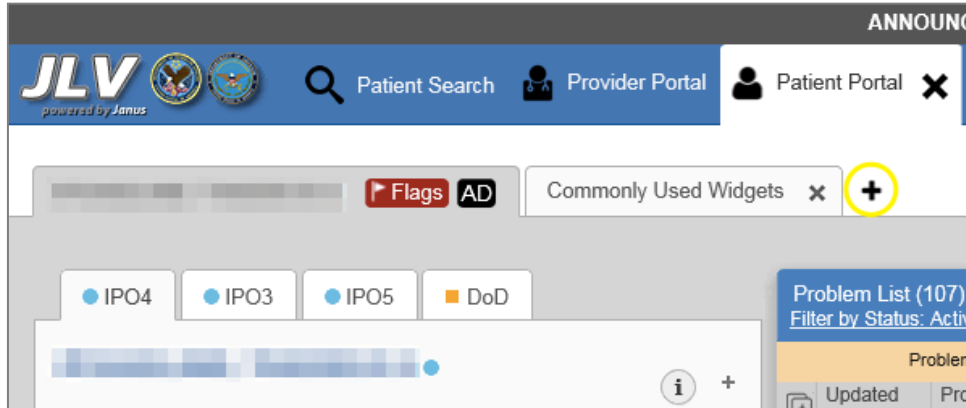 ANNOUNC
JLV
powered by Janus
Patient Search
Provider Portal
Patient Portal
Flags AD
Commonly Used Widgets
IPO4
IPO3
IPO5
DoD
Problem List (107)
Filter by Status: Activ
Problem
Updated
Pro